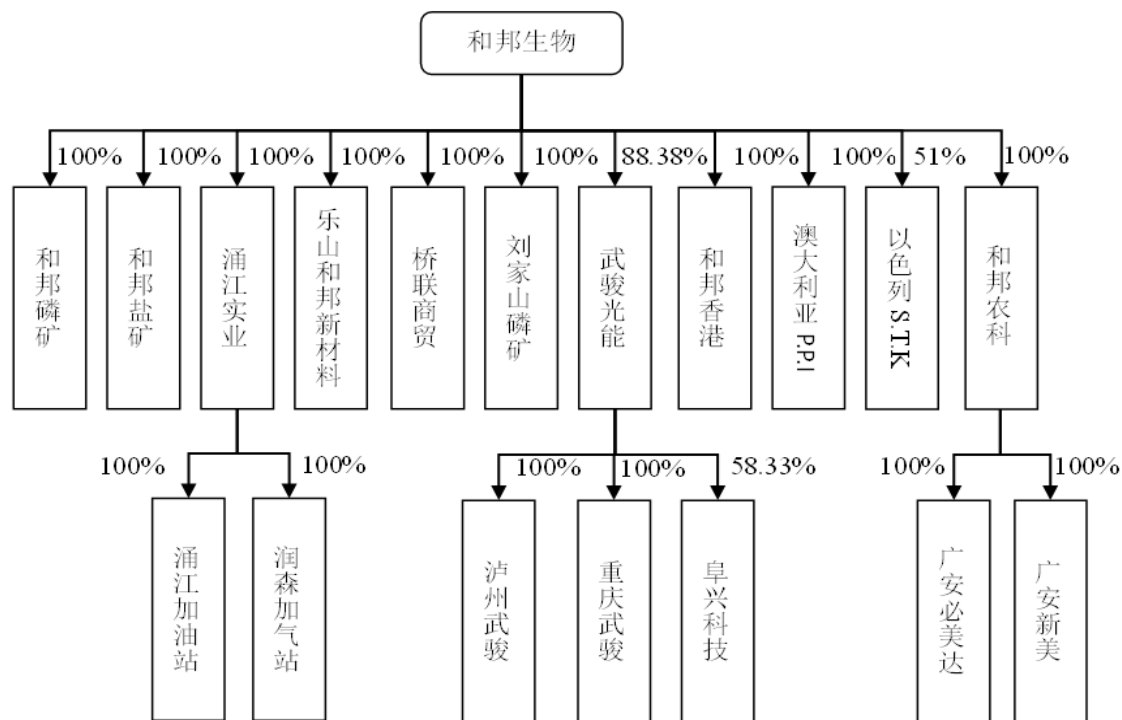 和邦生物
100%
100%
100%
100%
100%
100%
88.38%
100%
100%
51%
100%
和邦磷矿
和邦盐矿
涌江实业
乐山和邦新材料
桥联商贸
刘家山磷矿
武骏光能
和邦香港
澳大利亚 P.P.I
以色列 S.T.K
和邦农科
100%
100%
100%
100%
58.33%
100%
100%
涌江加油站
润森加气站
泸州武骏
重庆武骏
阜兴科技
广安必美达
广安新美